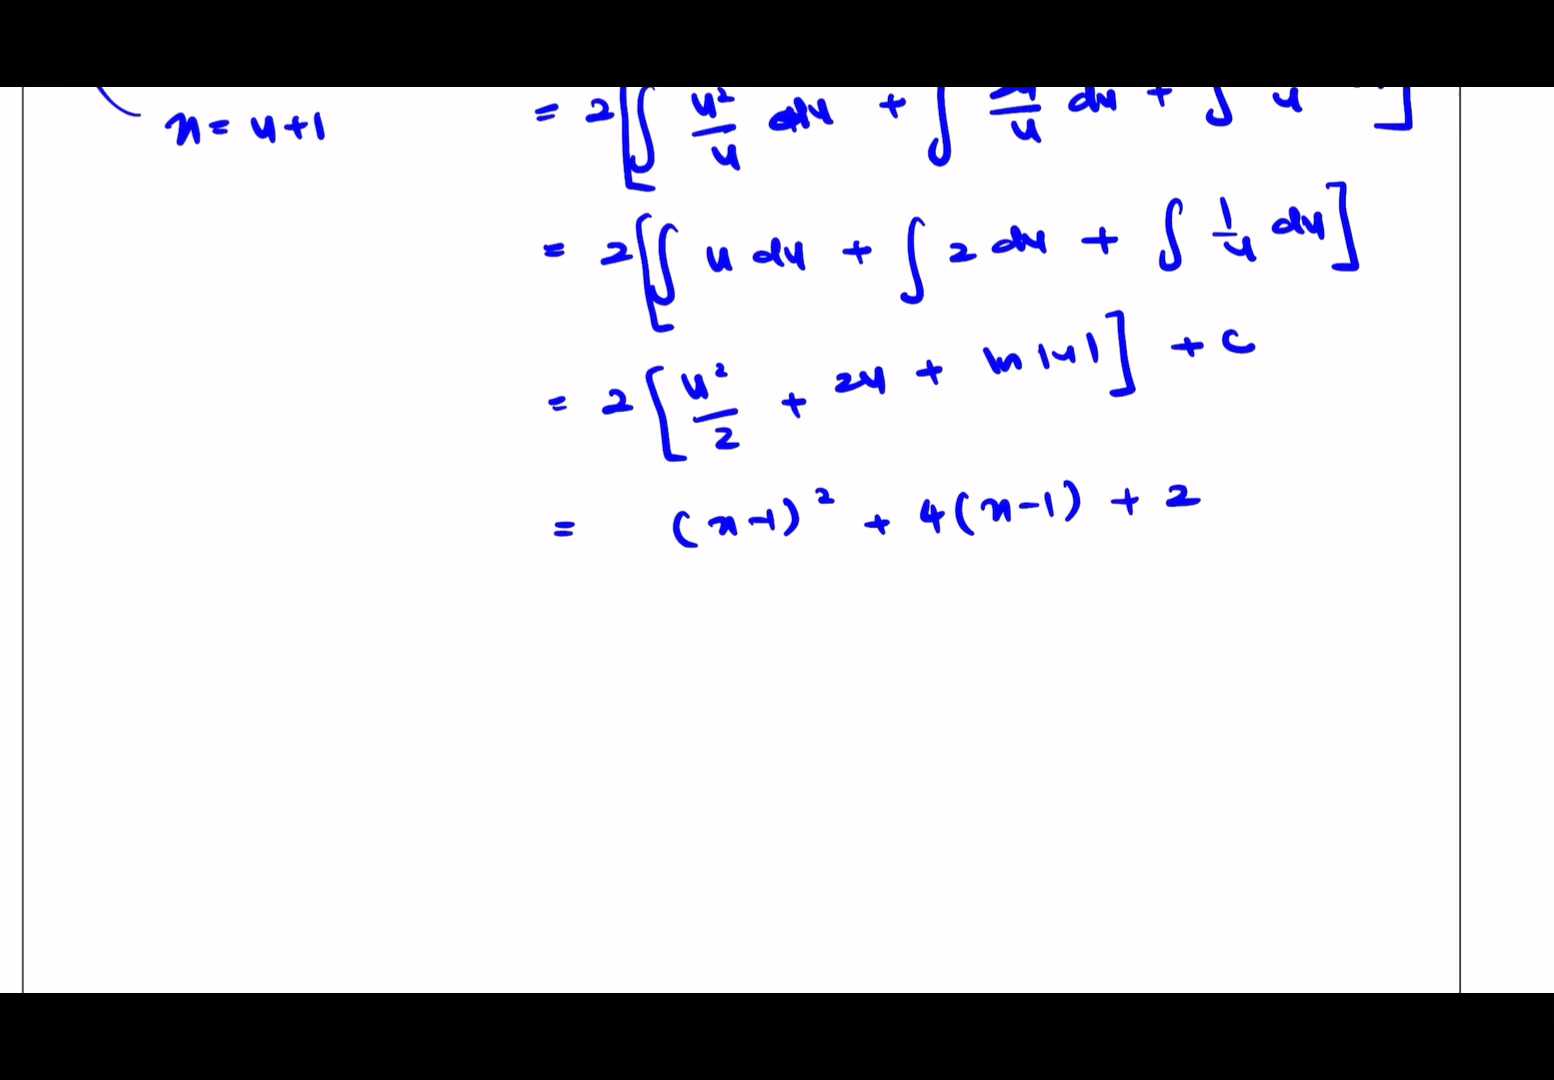 x = u+1
= 2[∫ u²/u du + ∫ 2u/u du + ∫ u ]
= 2[∫ u du + ∫ 2 du + ∫ 1/u du]
= 2[u²/2 + 2u + ln|u|] + c
= (x-1)² + 4(x-1) + 2